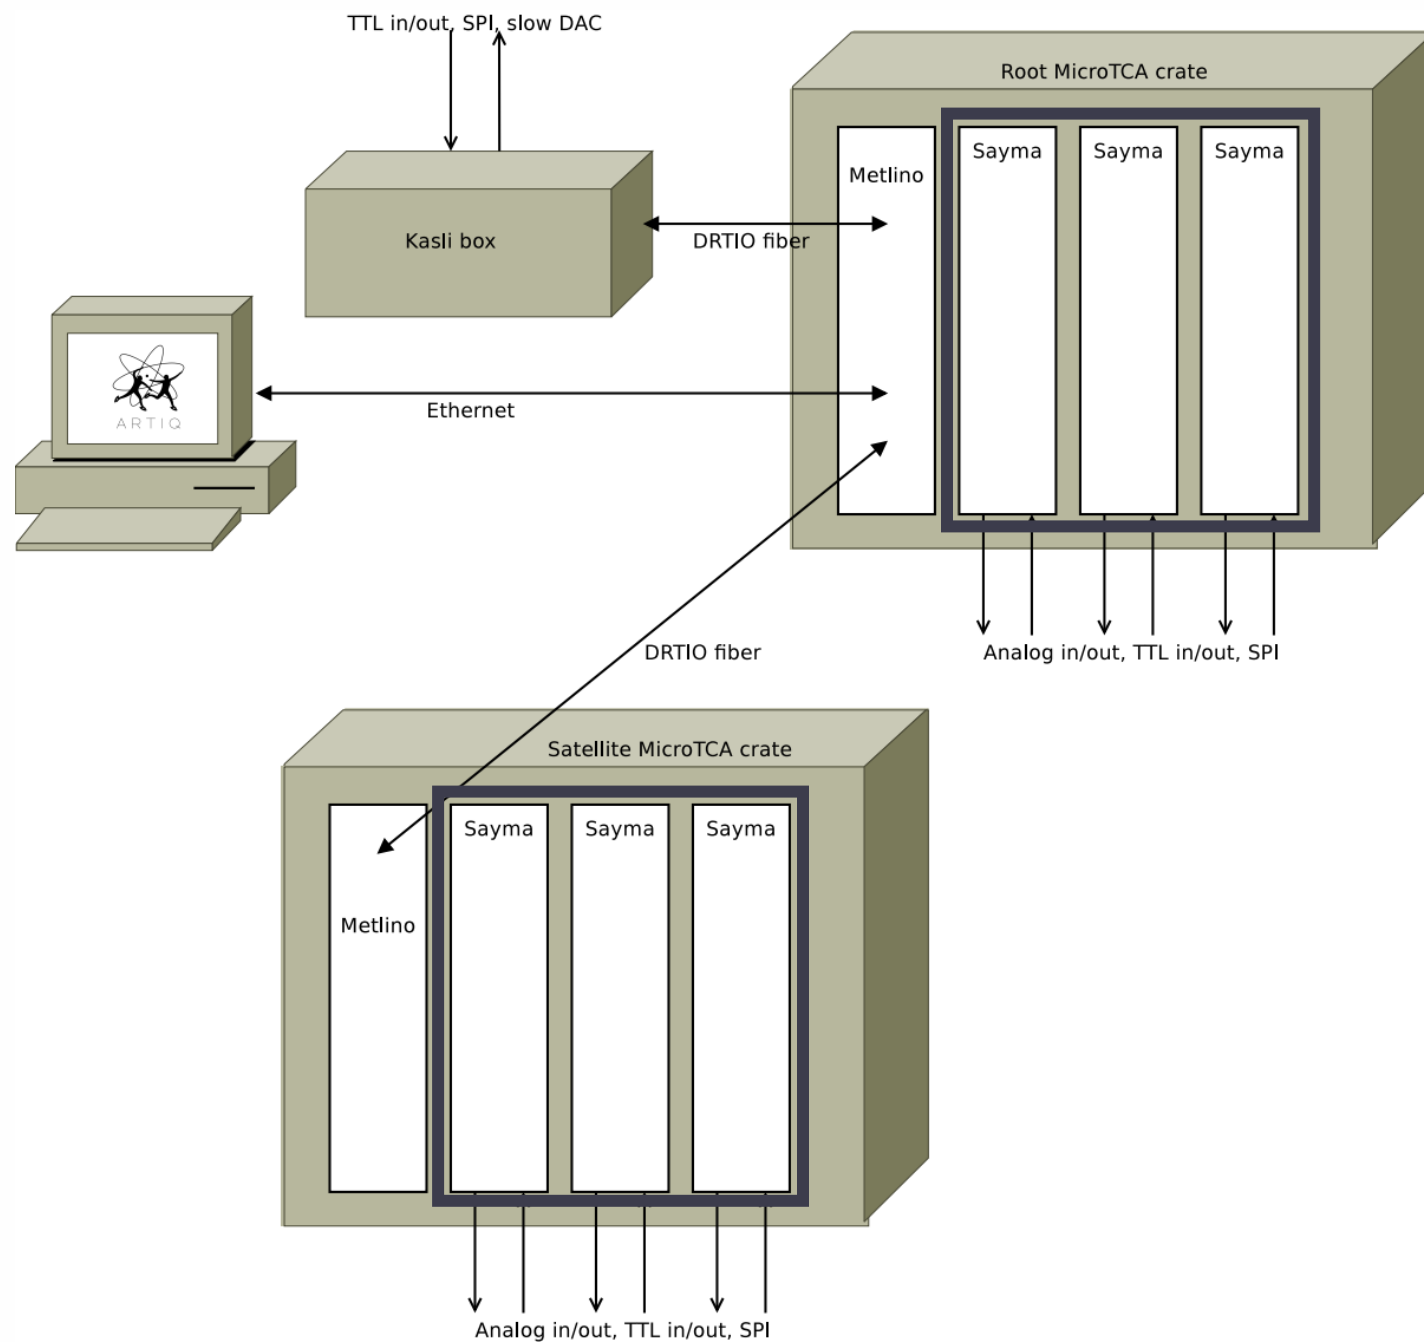 TTL in/out, SPI, slow DAC
Root MicroTCA crate
Metlino
Sayma
Sayma
Sayma
Kasli box
DRTIO fiber
ARTIQ
Ethernet
DRTIO fiber
Analog in/out, TTL in/out, SPI
Satellite MicroTCA crate
Metlino
Sayma
Sayma
Sayma
Analog in/out, TTL in/out, SPI